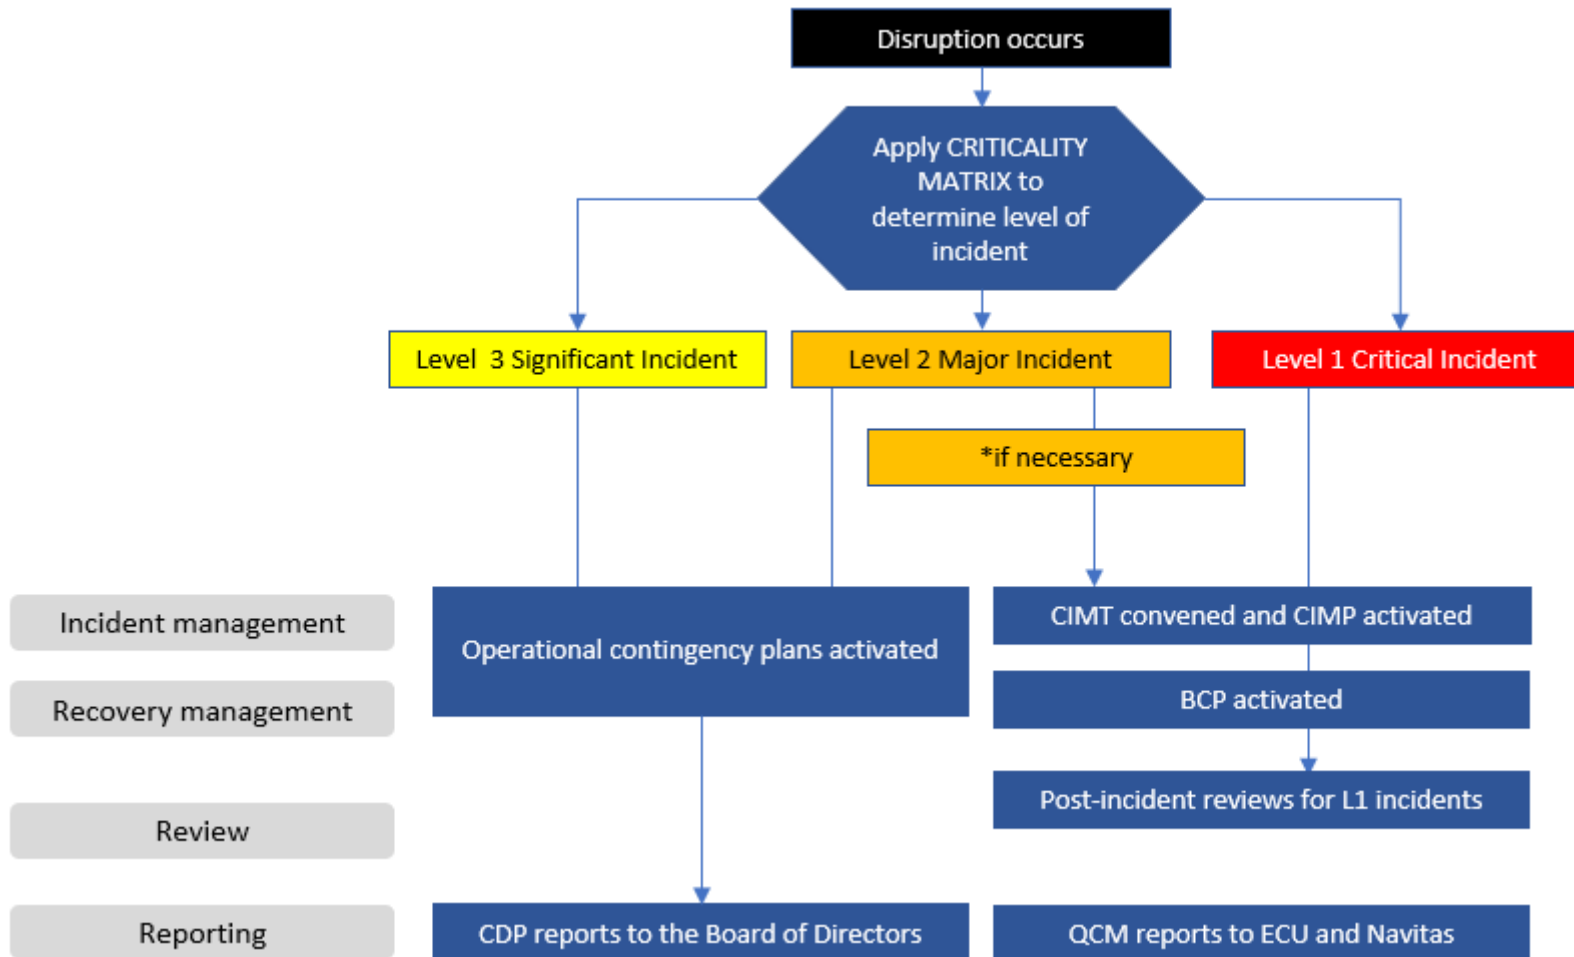 Disruption occurs
Apply CRITICALITY
MATRIX to
determine level of
incident
Level  3 Significant Incident
Level 2 Major Incident
Level 1 Critical Incident
*if necessary
Incident management
Operational contingency plans activated
CIMT convened and CIMP activated
Recovery management
BCP activated
Post-incident reviews for L1 incidents
Review
Reporting
CDP reports to the Board of Directors
QCM reports to ECU and Navitas